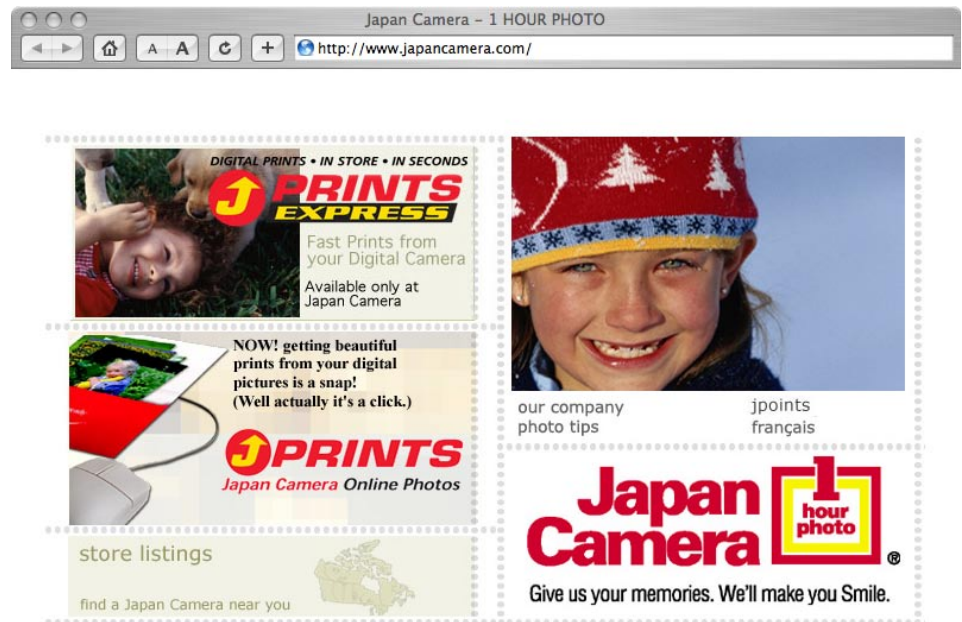 Japan Camera – 1 HOUR PHOTO
A A
http://www.japancamera.com/
DIGITAL PRINTS • IN STORE • IN SECONDS
J PRINTS
EXPRESS
Fast Prints from
your Digital Camera
Available only at
Japan Camera
NOW! getting beautiful
prints from your digital
pictures is a snap!
(Well actually it's a click.)
JPRINTS
Japan Camera Online Photos
store listings
find a Japan Camera near you
our company
photo tips
jpoints
français
Japan
Camera
1
hour
photo
®
Give us your memories. We'll make you Smile.